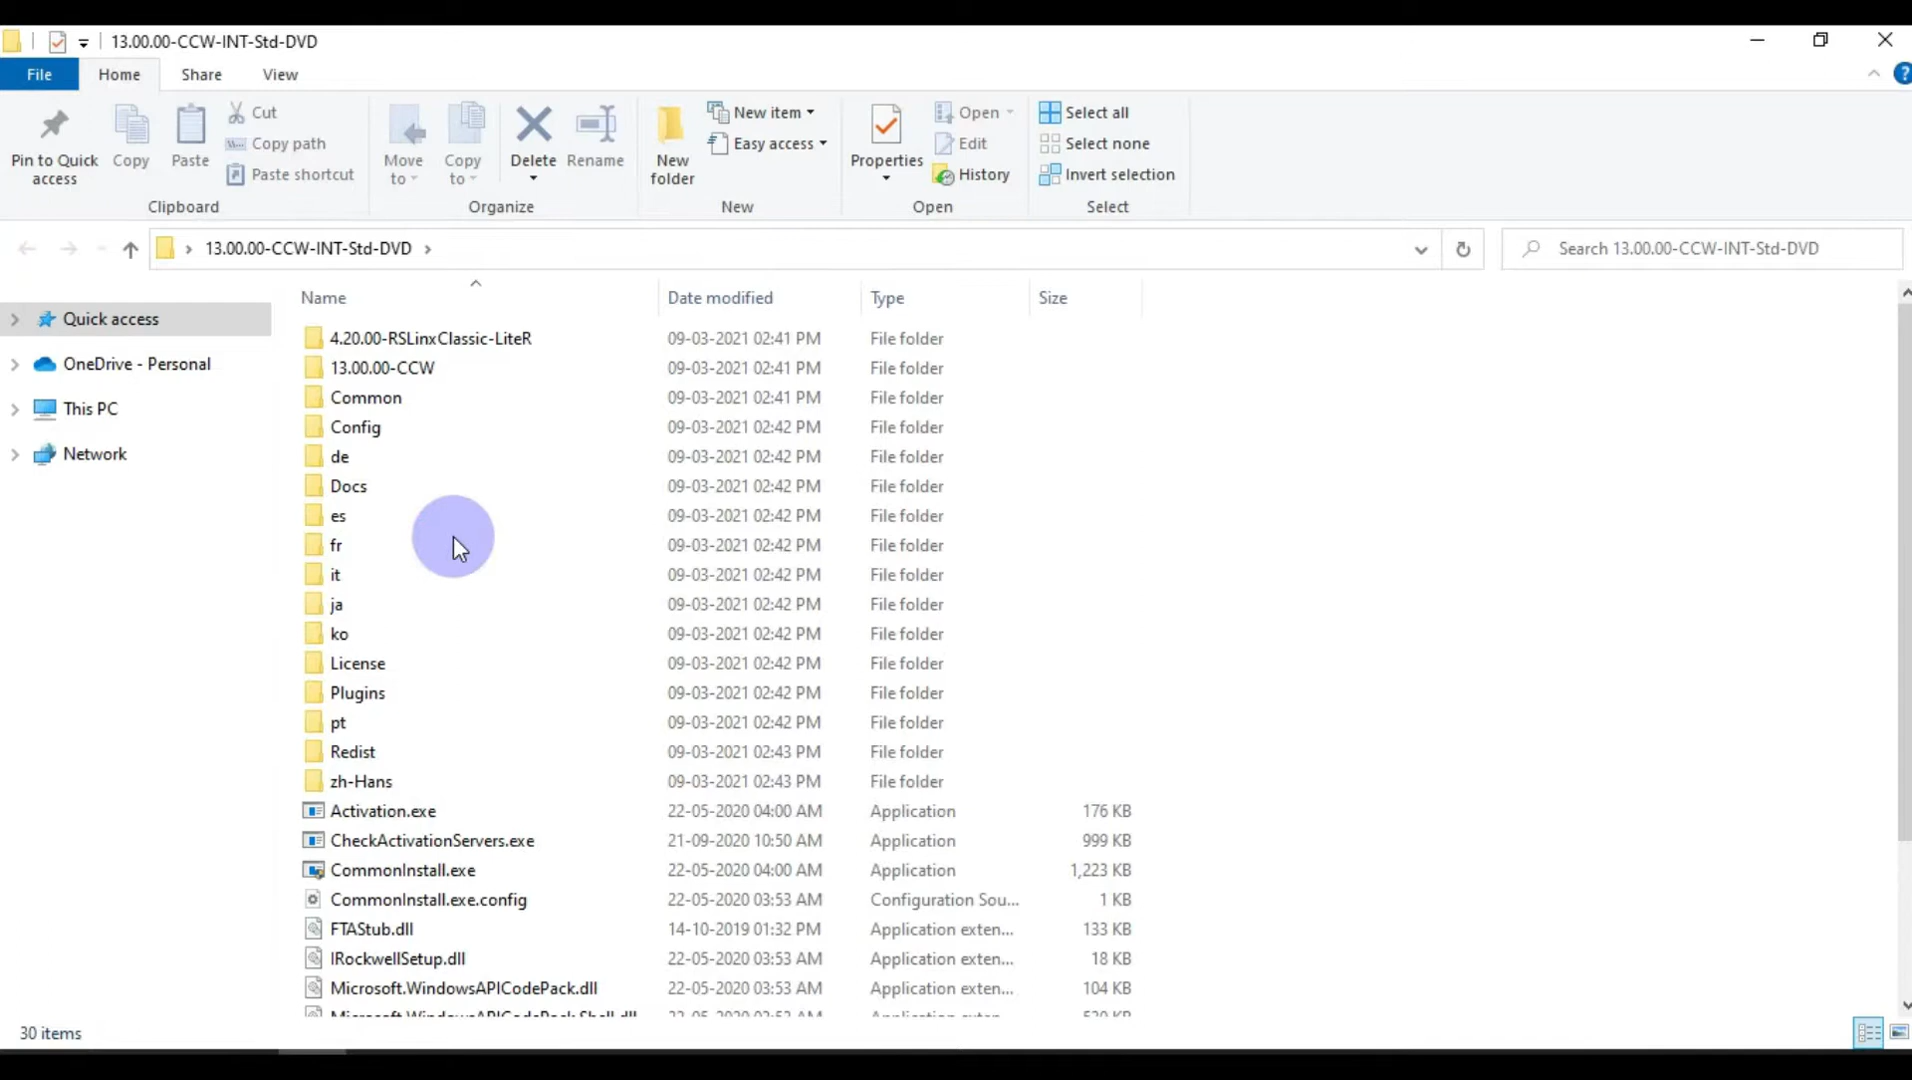 13.00.00-CCW-INT-Std-DVD
File Home Share View
Pin to Quick access
Copy
Paste
Cut
Copy path
Paste shortcut
Clipboard
Move to
Copy to
Delete
Rename
Organize
New folder
New item
Easy access
New
Properties
Open
Edit
History
Open
Select all
Select none
Invert selection
Select
13.00.00-CCW-INT-Std-DVD
Search 13.00.00-CCW-INT-Std-DVD
Quick access
OneDrive - Personal
This PC
Network
Name Date modified Type Size
4.20.00-RSLinxClassic-LiteR 09-03-2021 02:41 PM File folder
13.00.00-CCW 09-03-2021 02:41 PM File folder
Common 09-03-2021 02:41 PM File folder
Config 09-03-2021 02:42 PM File folder
de 09-03-2021 02:42 PM File folder
Docs 09-03-2021 02:42 PM File folder
es 09-03-2021 02:42 PM File folder
fr 09-03-2021 02:42 PM File folder
it 09-03-2021 02:42 PM File folder
ja 09-03-2021 02:42 PM File folder
ko 09-03-2021 02:42 PM File folder
License 09-03-2021 02:42 PM File folder
Plugins 09-03-2021 02:42 PM File folder
pt 09-03-2021 02:42 PM File folder
Redist 09-03-2021 02:43 PM File folder
zh-Hans 09-03-2021 02:43 PM File folder
Activation.exe 22-05-2020 04:00 AM Application 176 KB
CheckActivationServers.exe 21-09-2020 10:50 AM Application 999 KB
CommonInstall.exe 22-05-2020 04:00 AM Application 1,223 KB
CommonInstall.exe.config 22-05-2020 03:53 AM Configuration Sou... 1 KB
FTAStub.dll 14-10-2019 01:32 PM Application exten... 133 KB
IRockwellSetup.dll 22-05-2020 03:53 AM Application exten... 18 KB
Microsoft.WindowsAPICodePack.dll 22-05-2020 03:53 AM Application exten... 104 KB
Microsoft.WindowsAPICodePack.Shell.dll 22-05-2020 03:53 AM Application exten...
30 items